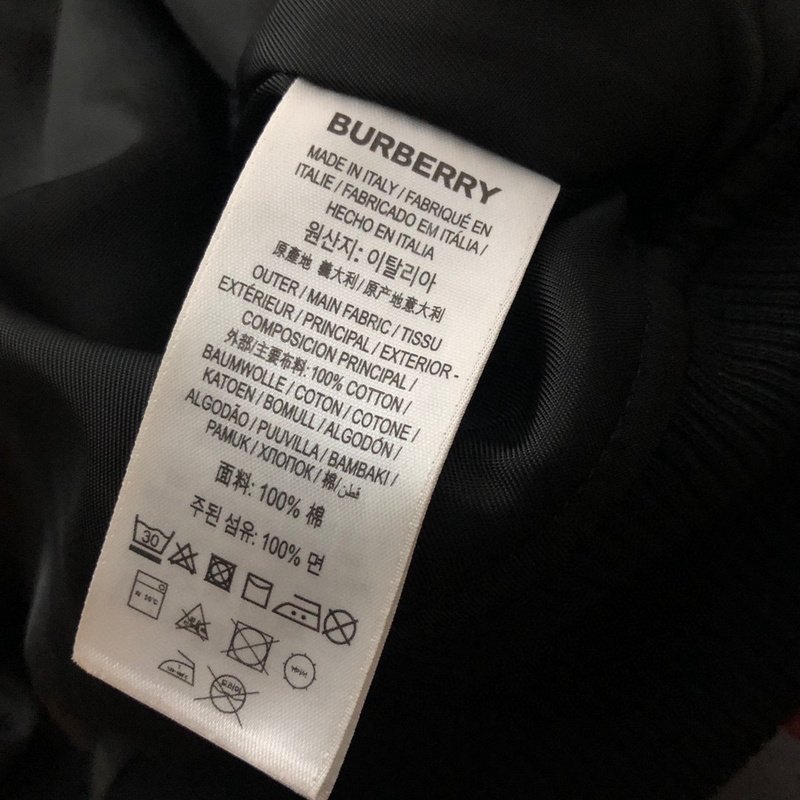 BURBERRY
MADE IN ITALY / FABRIQUÉ EN
ITALIE / FABRICADO EM ITÁLIA /
HECHO EN ITALIA
원산지: 이탈리아
原產地 義大利 / 原产地意大利
OUTER / MAIN FABRIC / TISSU
EXTÉRIEUR / PRINCIPAL / EXTERIOR -
COMPOSICION PRINCIPAL /
外部/主要布料: 100% COTTON /
BAUMWOLLE / COTON / COTONE /
KATOEN / BOMULL / ALGODÓN /
ALGODÃO / PUUVILLA / BAMBAKI /
PAMUK / ХЛОПОК / 棉/قطن
面料: 100% 棉
주된 섬유: 100% 면
30
드라이